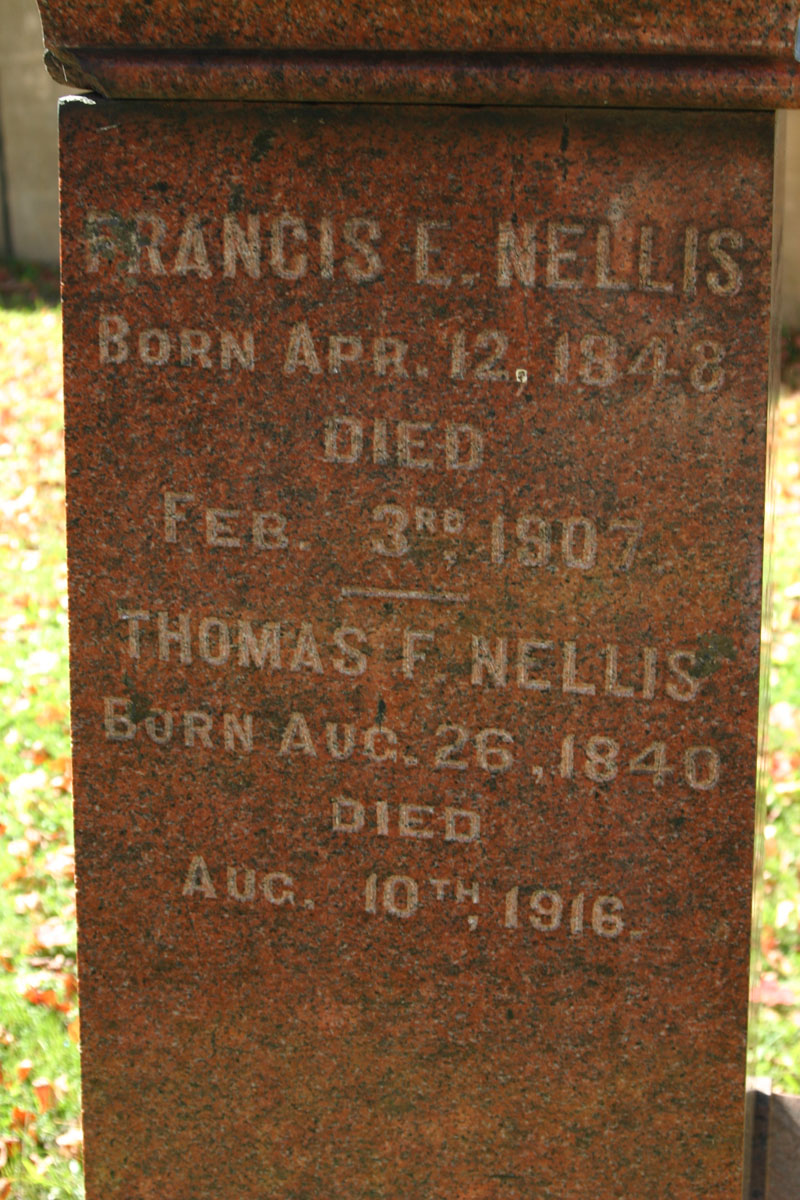 FRANCIS E. NELLIS
BORN APR. 12, 1848
DIED
FEB. 3RD, 1907
THOMAS F. NELLIS
BORN AUG. 26, 1840
DIED
AUG. 10TH, 1916.